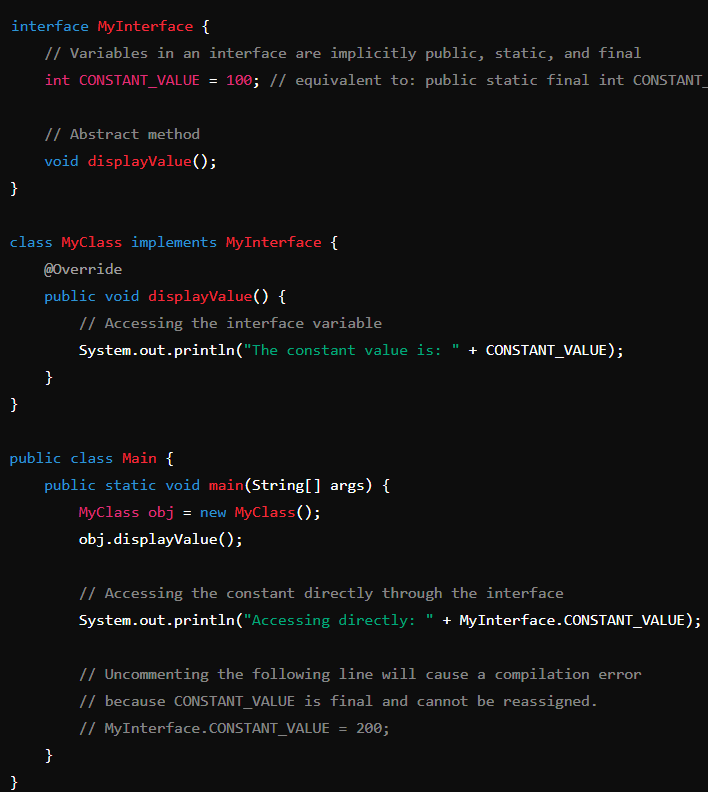 interface MyInterface {
    // Variables in an interface are implicitly public, static, and final
    int CONSTANT_VALUE = 100; // equivalent to: public static final int CONSTANT_
    // Abstract method
    void displayValue();
}
class MyClass implements MyInterface {
    @Override
    public void displayValue() {
        // Accessing the interface variable
        System.out.println("The constant value is: " + CONSTANT_VALUE);
    }
}
public class Main {
    public static void main(String[] args) {
        MyClass obj = new MyClass();
        obj.displayValue();
        // Accessing the constant directly through the interface
        System.out.println("Accessing directly: " + MyInterface.CONSTANT_VALUE);
        // Uncommenting the following line will cause a compilation error
        // because CONSTANT_VALUE is final and cannot be reassigned.
        // MyInterface.CONSTANT_VALUE = 200;
    }
}